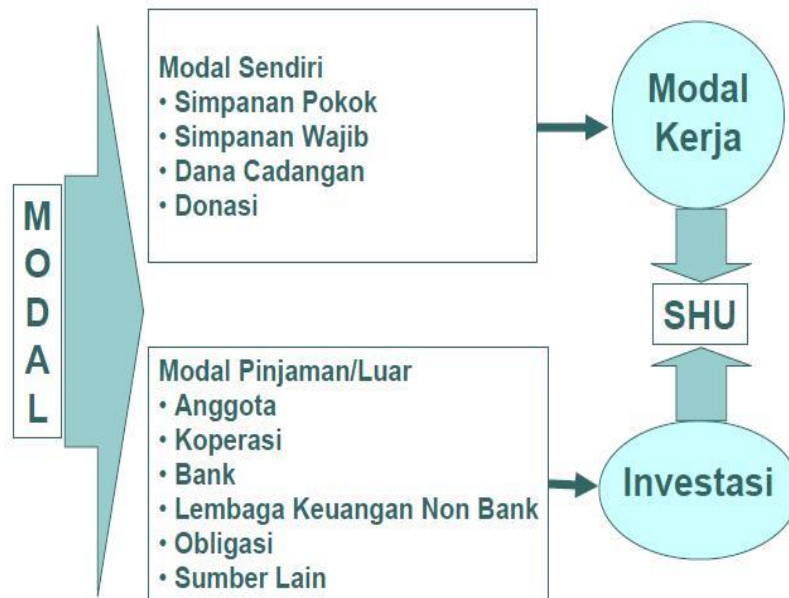 MODAL
Modal Sendiri
• Simpanan Pokok
• Simpanan Wajib
• Dana Cadangan
• Donasi
Modal Pinjaman/Luar
• Anggota
• Koperasi
• Bank
• Lembaga Keuangan Non Bank
• Obligasi
• Sumber Lain
Modal
Kerja
SHU
Investasi